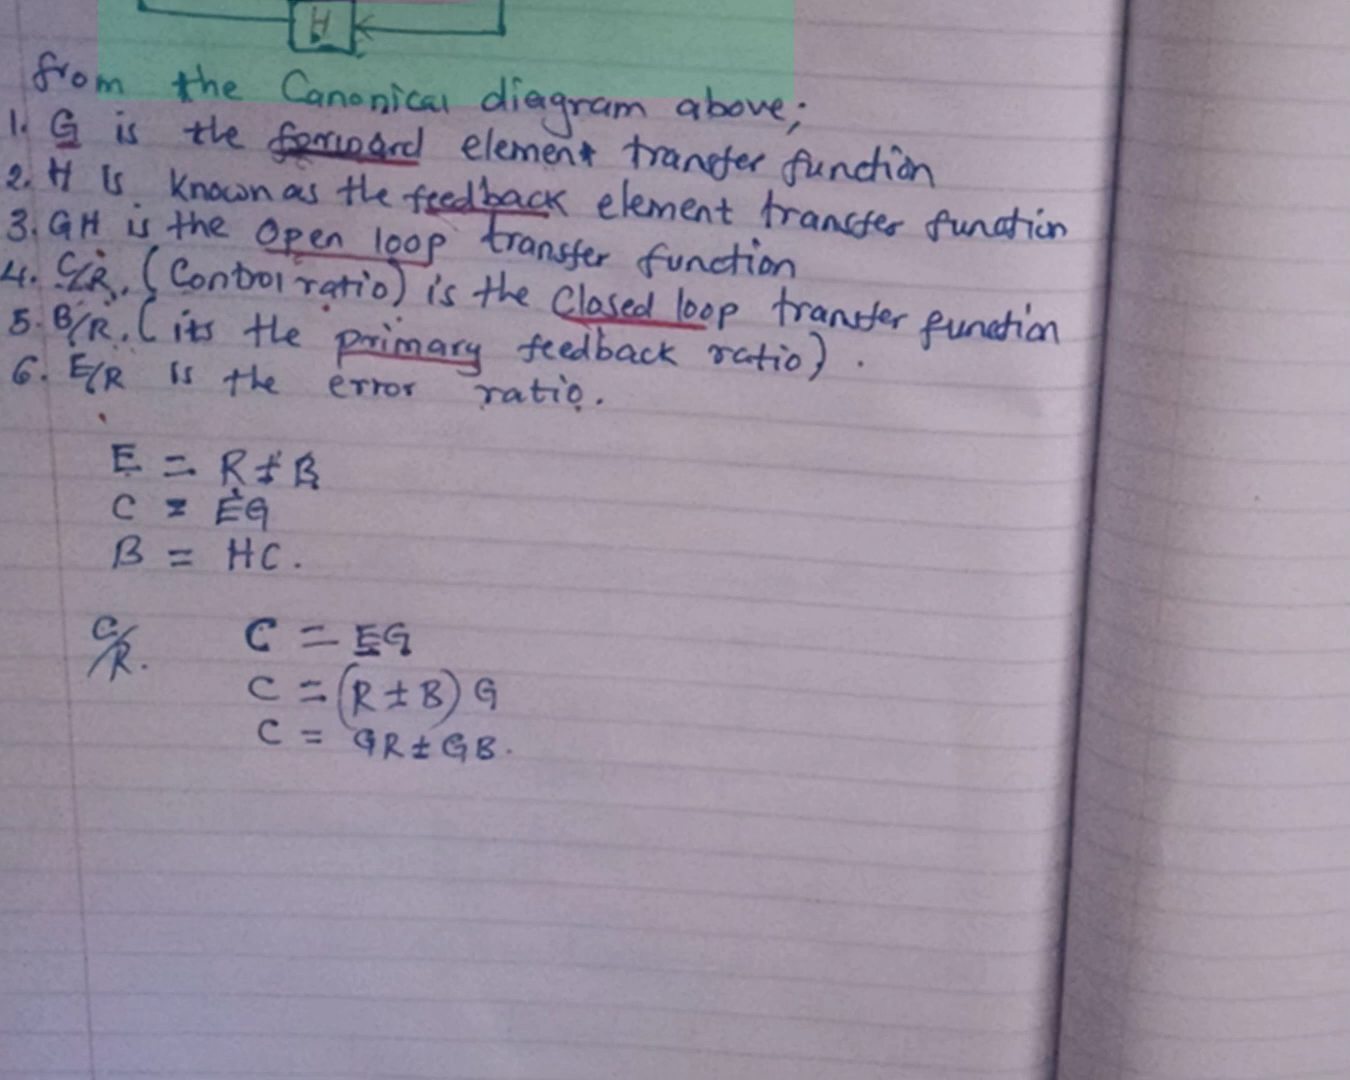 H
from the Canonical diagram above;
1. G is the forward element transfer function
2. H is known as the feedback element transfer function
3. GH is the open loop transfer function
4. C/R. (Control ratio) is the Closed loop transfer function
5. B/R. (its the primary feedback ratio).
6. E/R is the error ratio.
E = R ± B
C = EG
B = HC.
C/R. C = EG
C = (R ± B) G
C = GR ± GB.